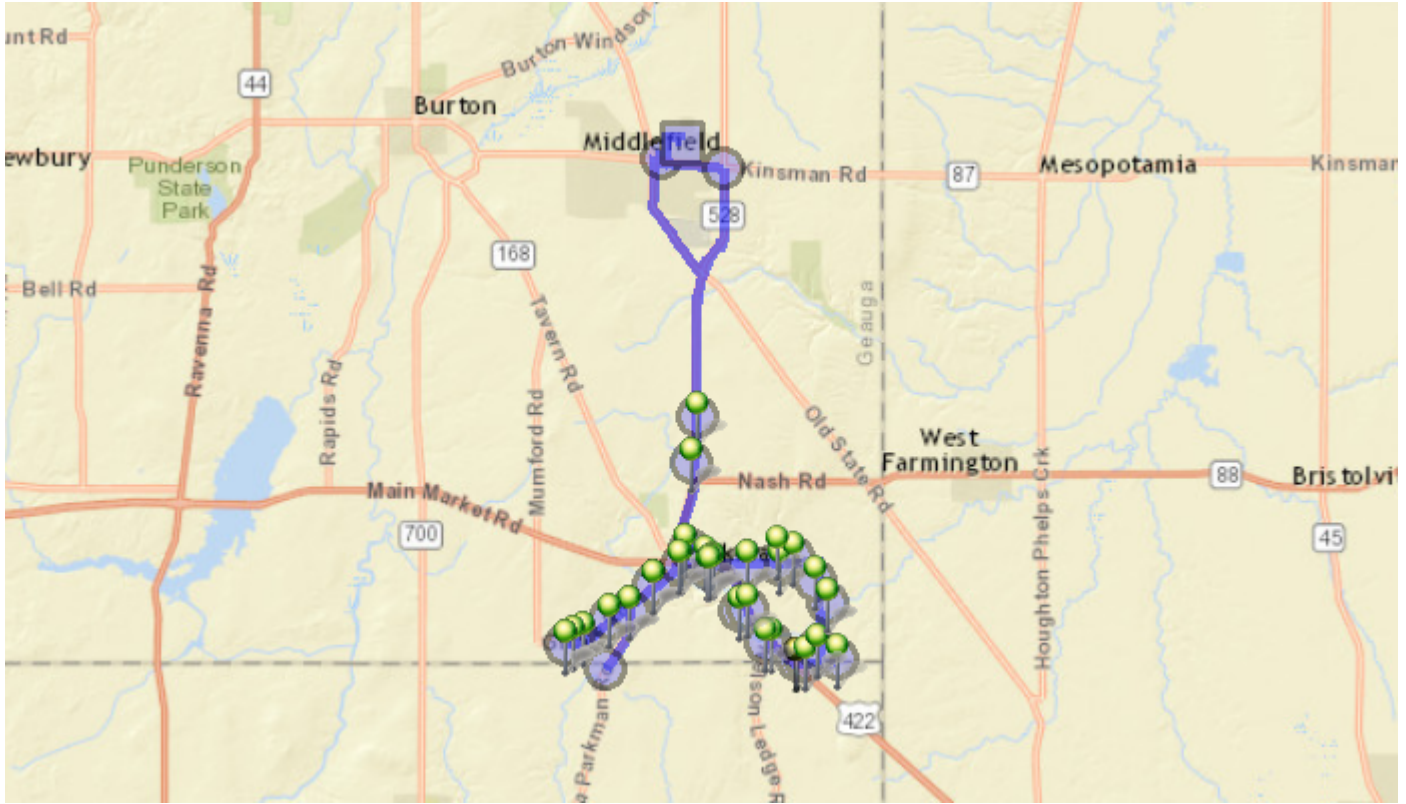 unt Rd
44
Burton Windsor
Burton
Middlefield
ewbury
Punderson
State
Park
Kinsman Rd
87
Mesopotamia
Kinsman
528
168
Bell Rd
Ravenna Rd
Geauga
Tavern Rd
Rapids Rd
Mumford Rd
Old State Rd
West
Farmington
Nash Rd
88
Bristolvi
Main Market Rd
700
45
Houghton Phelps Crk
Parkman
Ledge R
422